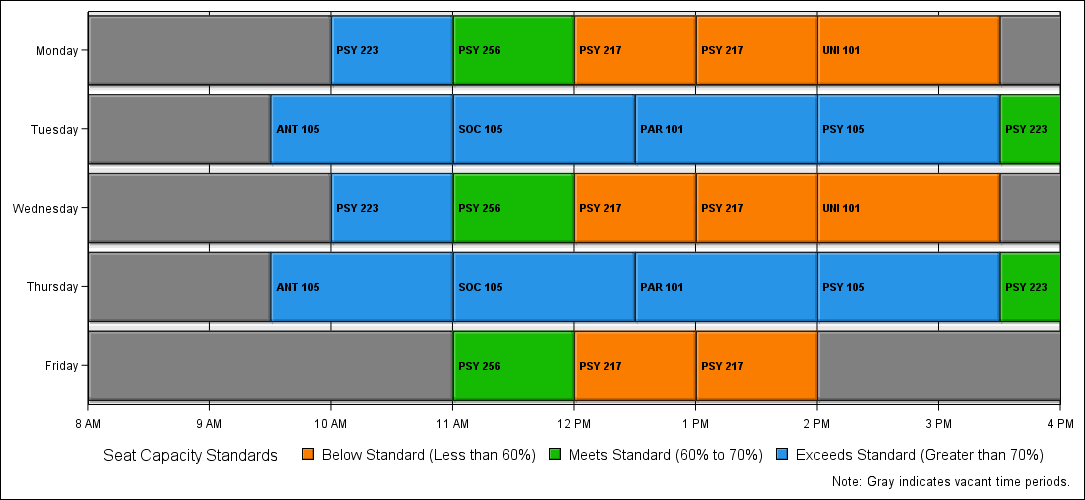 Monday PSY 223 PSY 256 PSY 217 PSY 217 UNI 101
Tuesday ANT 105 SOC 105 PAR 101 PSY 105 PSY 223
Wednesday PSY 223 PSY 256 PSY 217 PSY 217 UNI 101
Thursday ANT 105 SOC 105 PAR 101 PSY 105 PSY 223
Friday PSY 256 PSY 217 PSY 217
8 AM 9 AM 10 AM 11 AM 12 PM 1 PM 2 PM 3 PM 4 PM
Seat Capacity Standards Below Standard (Less than 60%) Meets Standard (60% to 70%) Exceeds Standard (Greater than 70%)
Note: Gray indicates vacant time periods.